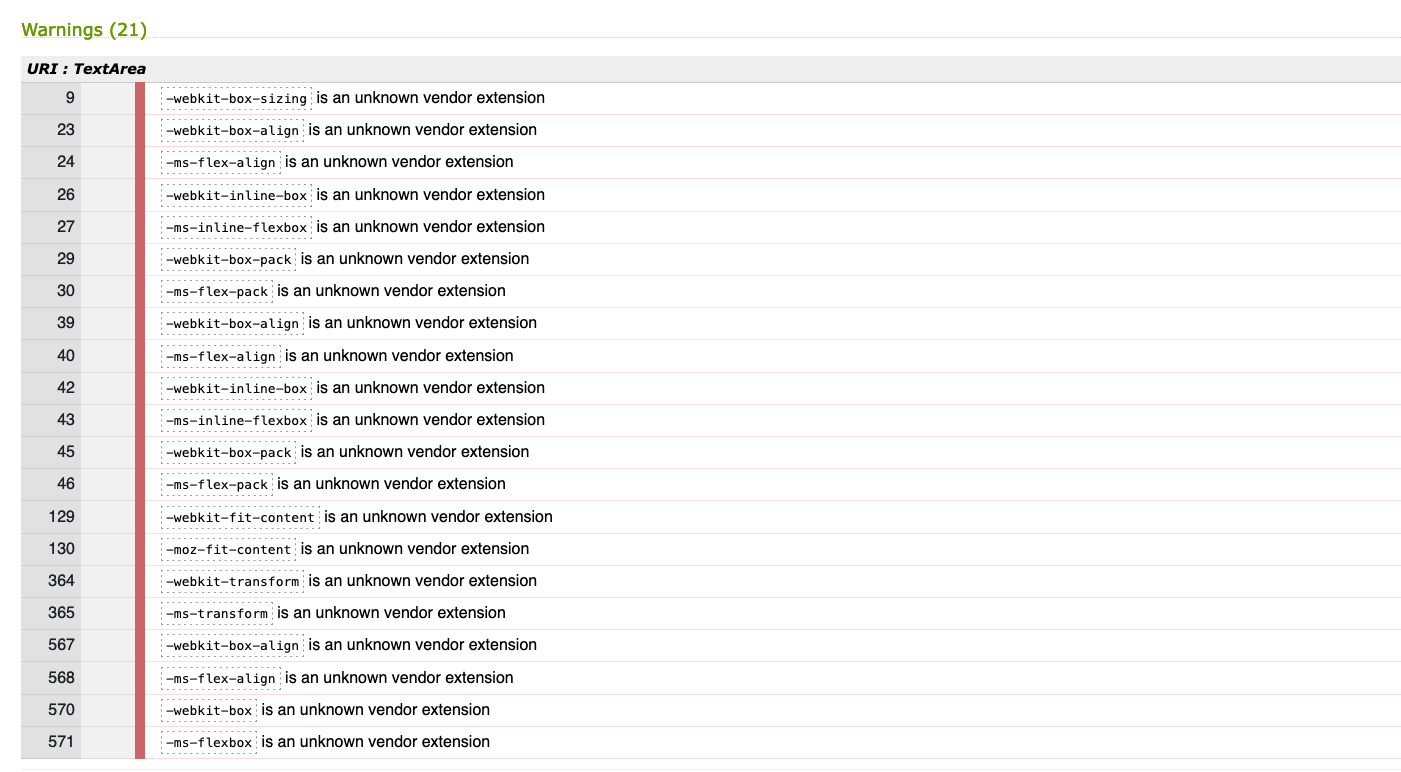 Warnings (21)
URI : TextArea
9 -webkit-box-sizing is an unknown vendor extension
23 -webkit-box-align is an unknown vendor extension
24 -ms-flex-align is an unknown vendor extension
26 -webkit-inline-box is an unknown vendor extension
27 -ms-inline-flexbox is an unknown vendor extension
29 -webkit-box-pack is an unknown vendor extension
30 -ms-flex-pack is an unknown vendor extension
39 -webkit-box-align is an unknown vendor extension
40 -ms-flex-align is an unknown vendor extension
42 -webkit-inline-box is an unknown vendor extension
43 -ms-inline-flexbox is an unknown vendor extension
45 -webkit-box-pack is an unknown vendor extension
46 -ms-flex-pack is an unknown vendor extension
129 -webkit-fit-content is an unknown vendor extension
130 -moz-fit-content is an unknown vendor extension
364 -webkit-transform is an unknown vendor extension
365 -ms-transform is an unknown vendor extension
567 -webkit-box-align is an unknown vendor extension
568 -ms-flex-align is an unknown vendor extension
570 -webkit-box is an unknown vendor extension
571 -ms-flexbox is an unknown vendor extension